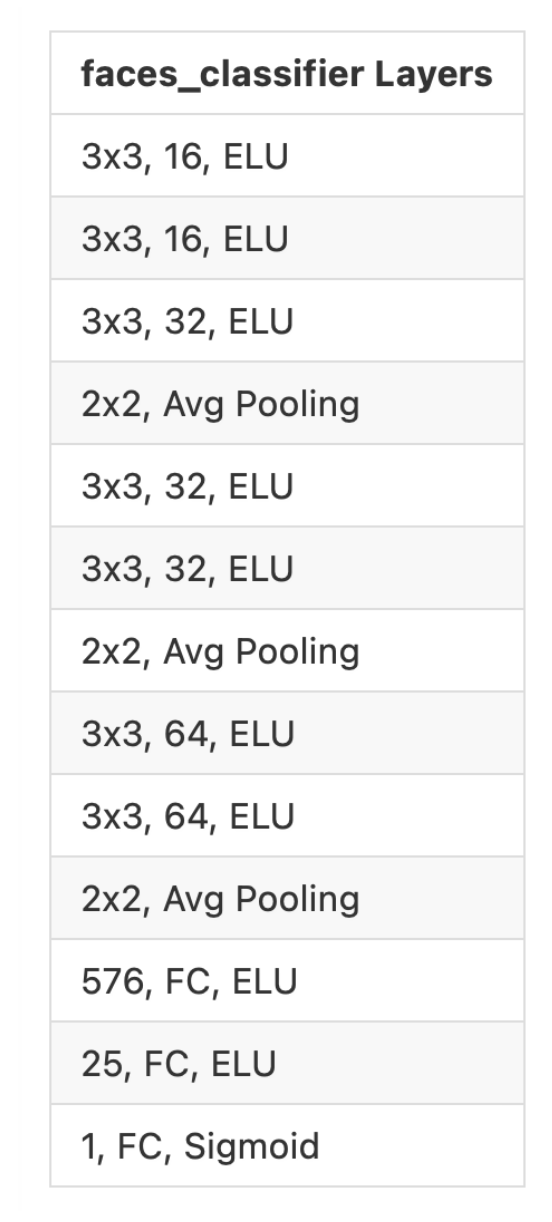 faces_classifier Layers
3x3, 16, ELU
3x3, 16, ELU
3x3, 32, ELU
2x2, Avg Pooling
3x3, 32, ELU
3x3, 32, ELU
2x2, Avg Pooling
3x3, 64, ELU
3x3, 64, ELU
2x2, Avg Pooling
576, FC, ELU
25, FC, ELU
1, FC, Sigmoid